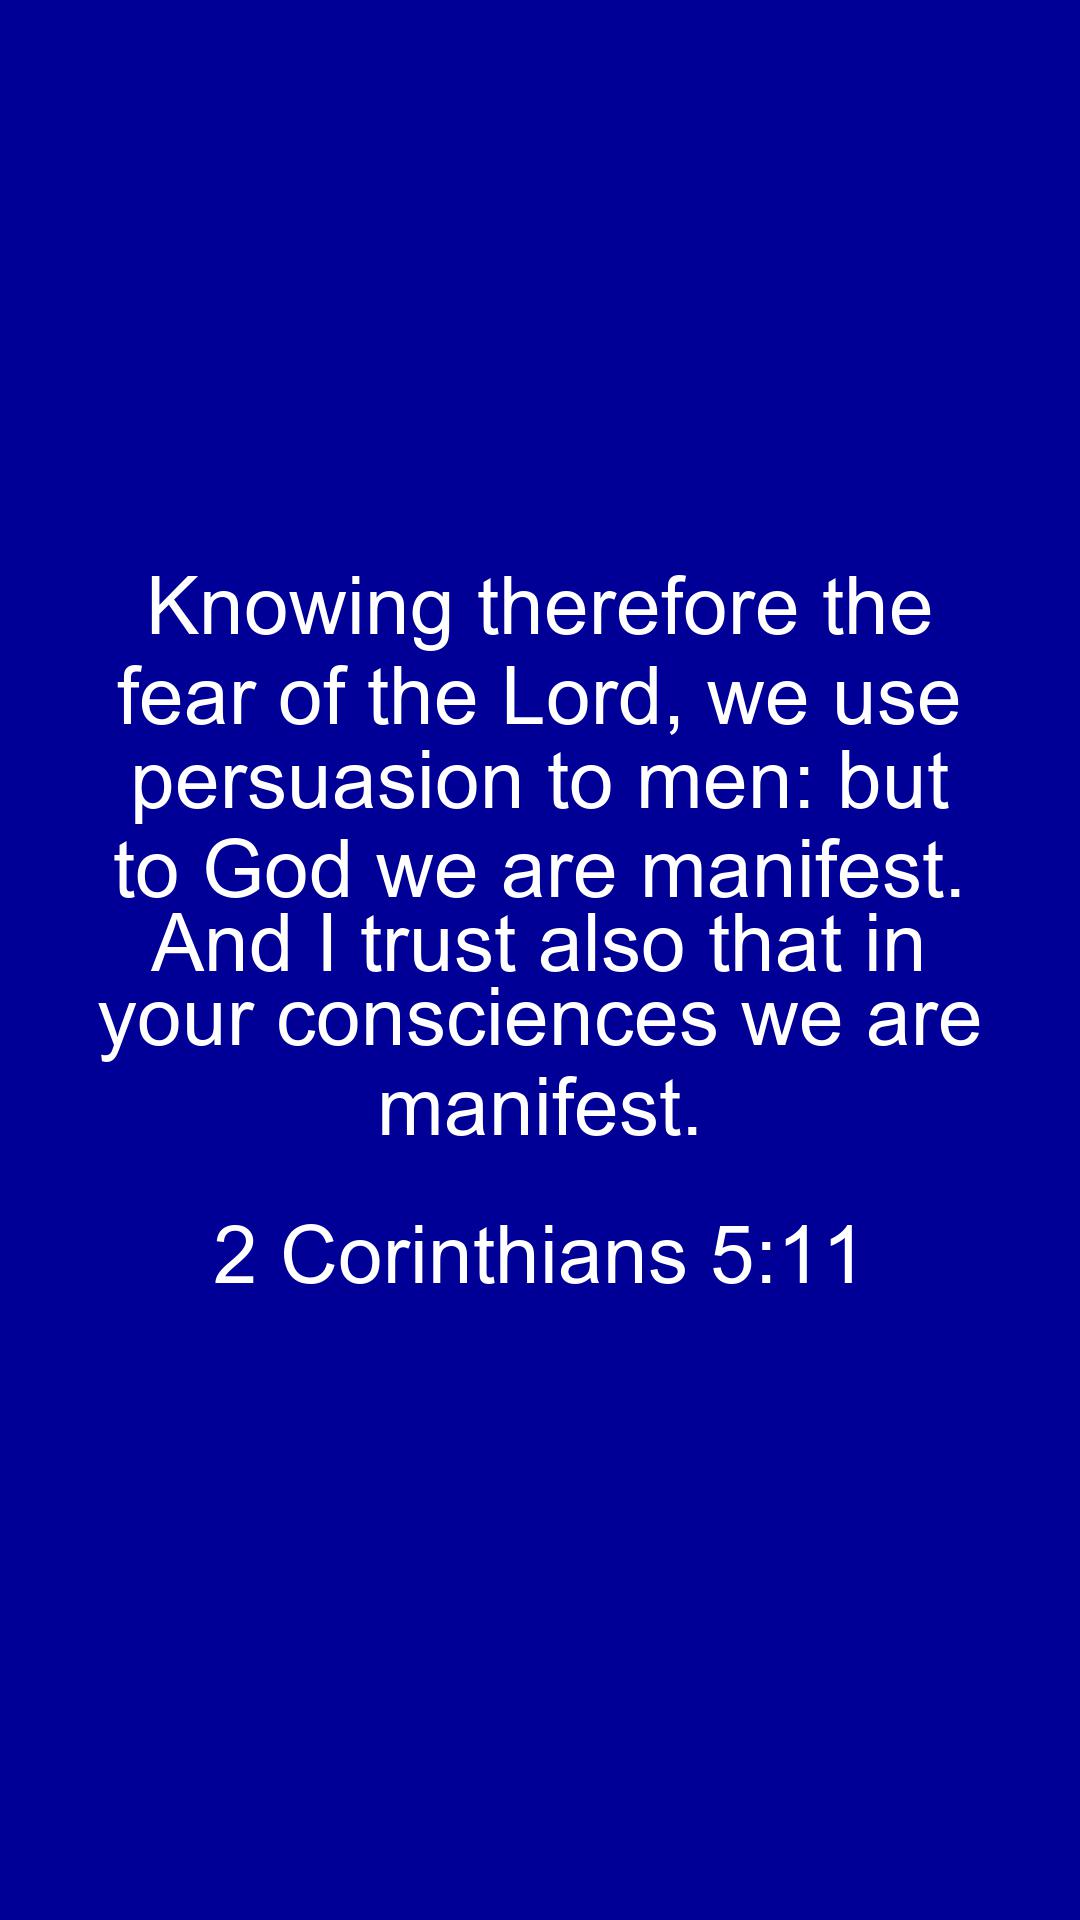 Knowing therefore the
fear of the Lord, we use
persuasion to men: but
to God we are manifest.
And I trust also that in
your consciences we are
manifest.
2 Corinthians 5:11